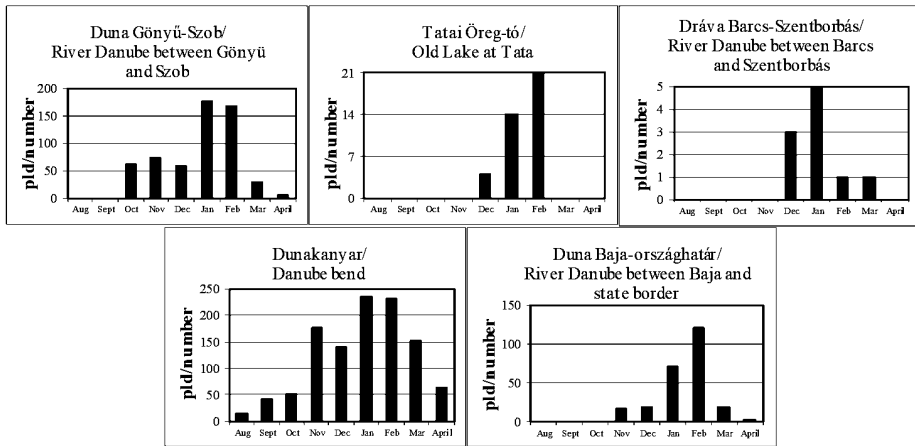 Duna Gönyű-Szob/
River Danube between Gönyü
and Szob
pld/number
200
150
100
50
0
Aug Sept Oct Nov Dec Jan Feb Mar April
Tatai Öreg-tó/
Old Lake at Tata
pld/number
21
14
7
0
Aug Sept Oct Nov Dec Jan Feb Mar April
Dráva Barcs-Szentborbás/
River Danube between Barcs
and Szentborbás
pld/number
5
4
3
2
1
0
Aug Sept Oct Nov Dec Jan Feb Mar April
Dunakanyar/
Danube bend
pld/number
250
200
150
100
50
0
Aug Sept Oct Nov Dec Jan Feb Mar April
Duna Baja-országhatár/
River Danube between Baja and
state border
pld/number
150
100
50
0
Aug Sept Oct Nov Dec Jan Feb Mar April